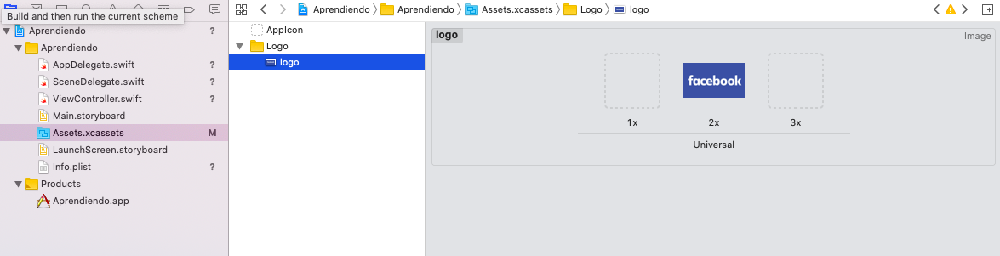 Build and then run the current scheme
Aprendiendo Aprendiendo Assets.xcassets Logo logo
Aprendiendo ?
Aprendiendo
AppDelegate.swift ?
SceneDelegate.swift ?
ViewController.swift ?
Main.storyboard
Assets.xcassets M
LaunchScreen.storyboard
Info.plist ?
Products
Aprendiendo.app
AppIcon
Logo
logo
logo Image
facebook
1x 2x 3x
Universal